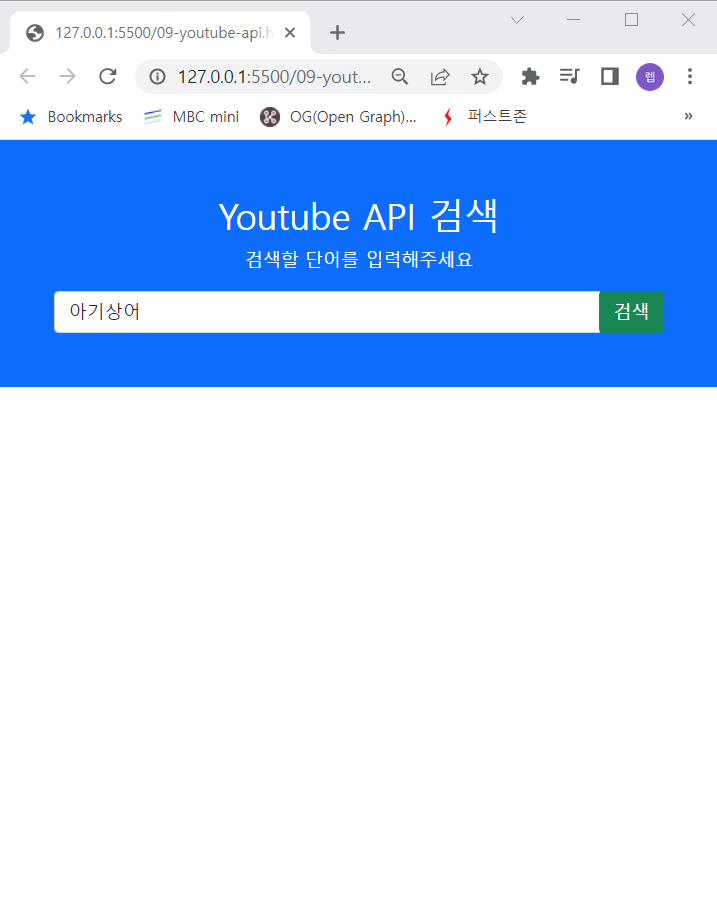 127.0.0.1:5500/09-youtube-api.h
127.0.0.1:5500/09-yout...
렙
Bookmarks
MBC mini
OG(Open Graph)...
퍼스트존
»
Youtube API 검색
검색할 단어를 입력해주세요
아기상어
검색